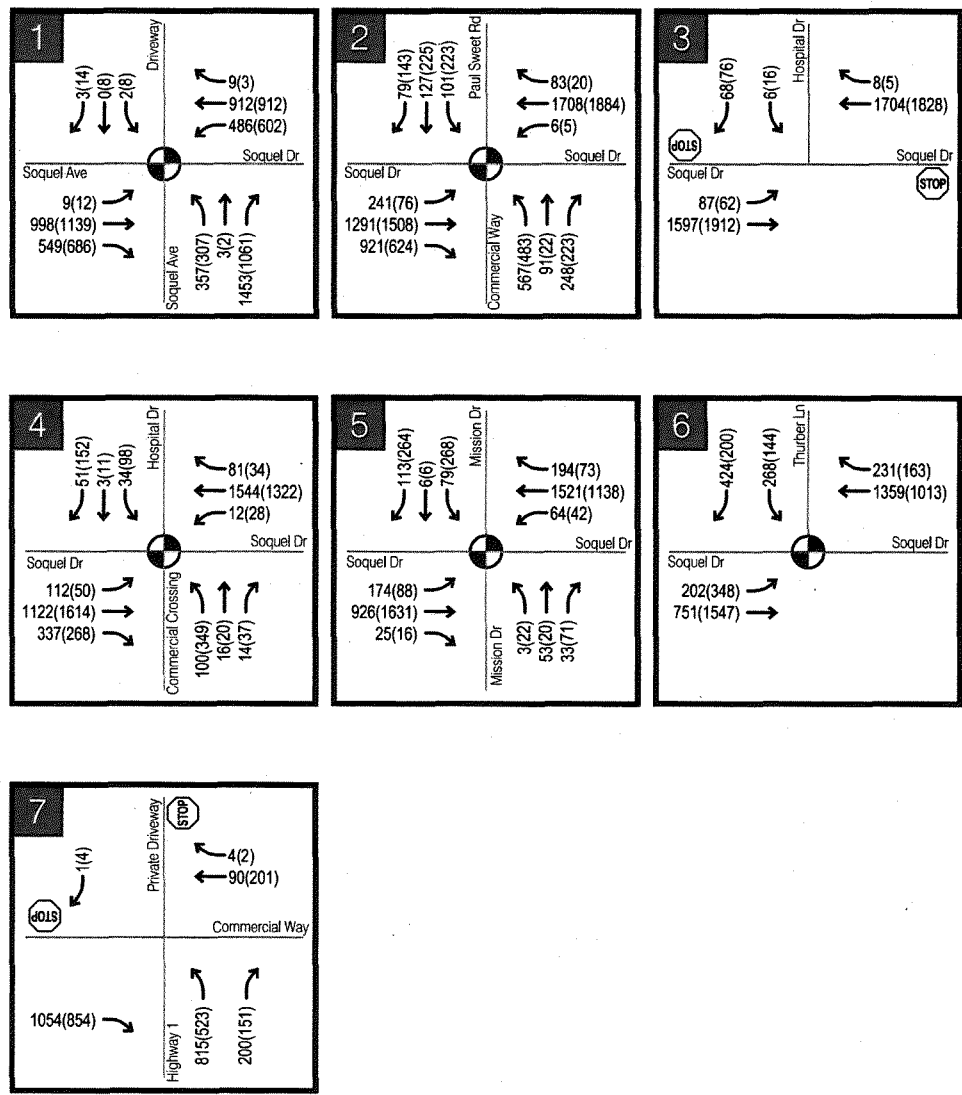 1
Driveway
3(14)
0(8)
2(8)
9(3)
912(912)
486(602)
Soquel Dr
Soquel Ave
9(12)
998(1139)
549(686)
Soquel Ave
357(307)
3(2)
1453(1061)
2
Paul Sweet Rd
79(143)
127(225)
101(223)
83(20)
1708(1884)
6(5)
Soquel Dr
Soquel Dr
241(76)
1291(1508)
921(624)
Commercial Way
567(483)
91(22)
248(223)
3
Hospital Dr
68(76)
6(16)
8(5)
1704(1828)
STOP
Soquel Dr
Soquel Dr
STOP
87(62)
1597(1912)
4
Hospital Dr
51(152)
3(11)
34(98)
81(34)
1544(1322)
12(28)
Soquel Dr
Soquel Dr
112(50)
1122(1614)
337(268)
Commercial Crossing
100(349)
16(20)
14(37)
5
Mission Dr
113(264)
6(6)
79(268)
194(73)
1521(1138)
64(42)
Soquel Dr
Soquel Dr
174(88)
926(1631)
25(16)
Mission Dr
3(22)
53(20)
33(71)
6
Thurber Ln
424(200)
268(144)
231(163)
1359(1013)
Soquel Dr
Soquel Dr
202(348)
751(1547)
7
Private Driveway
STOP
1(4)
4(2)
90(201)
STOP
Commercial Way
1054(854)
Highway 1
815(523)
200(151)